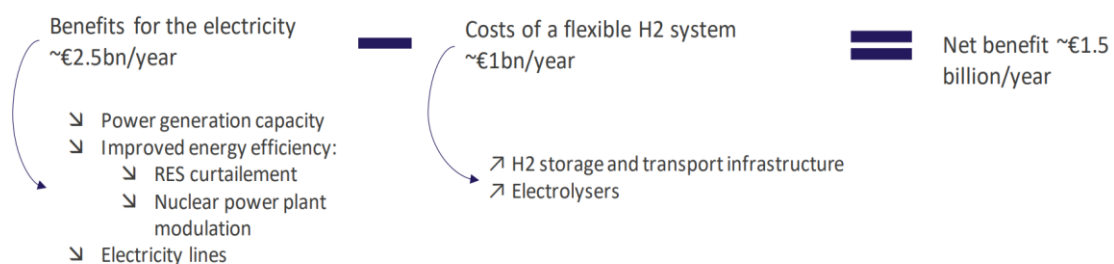 Benefits for the electricity
~€2.5bn/year
↘ Power generation capacity
↘ Improved energy efficiency:
↘ RES curtailement
↘ Nuclear power plant
modulation
↘ Electricity lines
Costs of a flexible H2 system
~€1bn/year
↗ H2 storage and transport infrastructure
↗ Electrolysers
Net benefit ~€1.5
billion/year